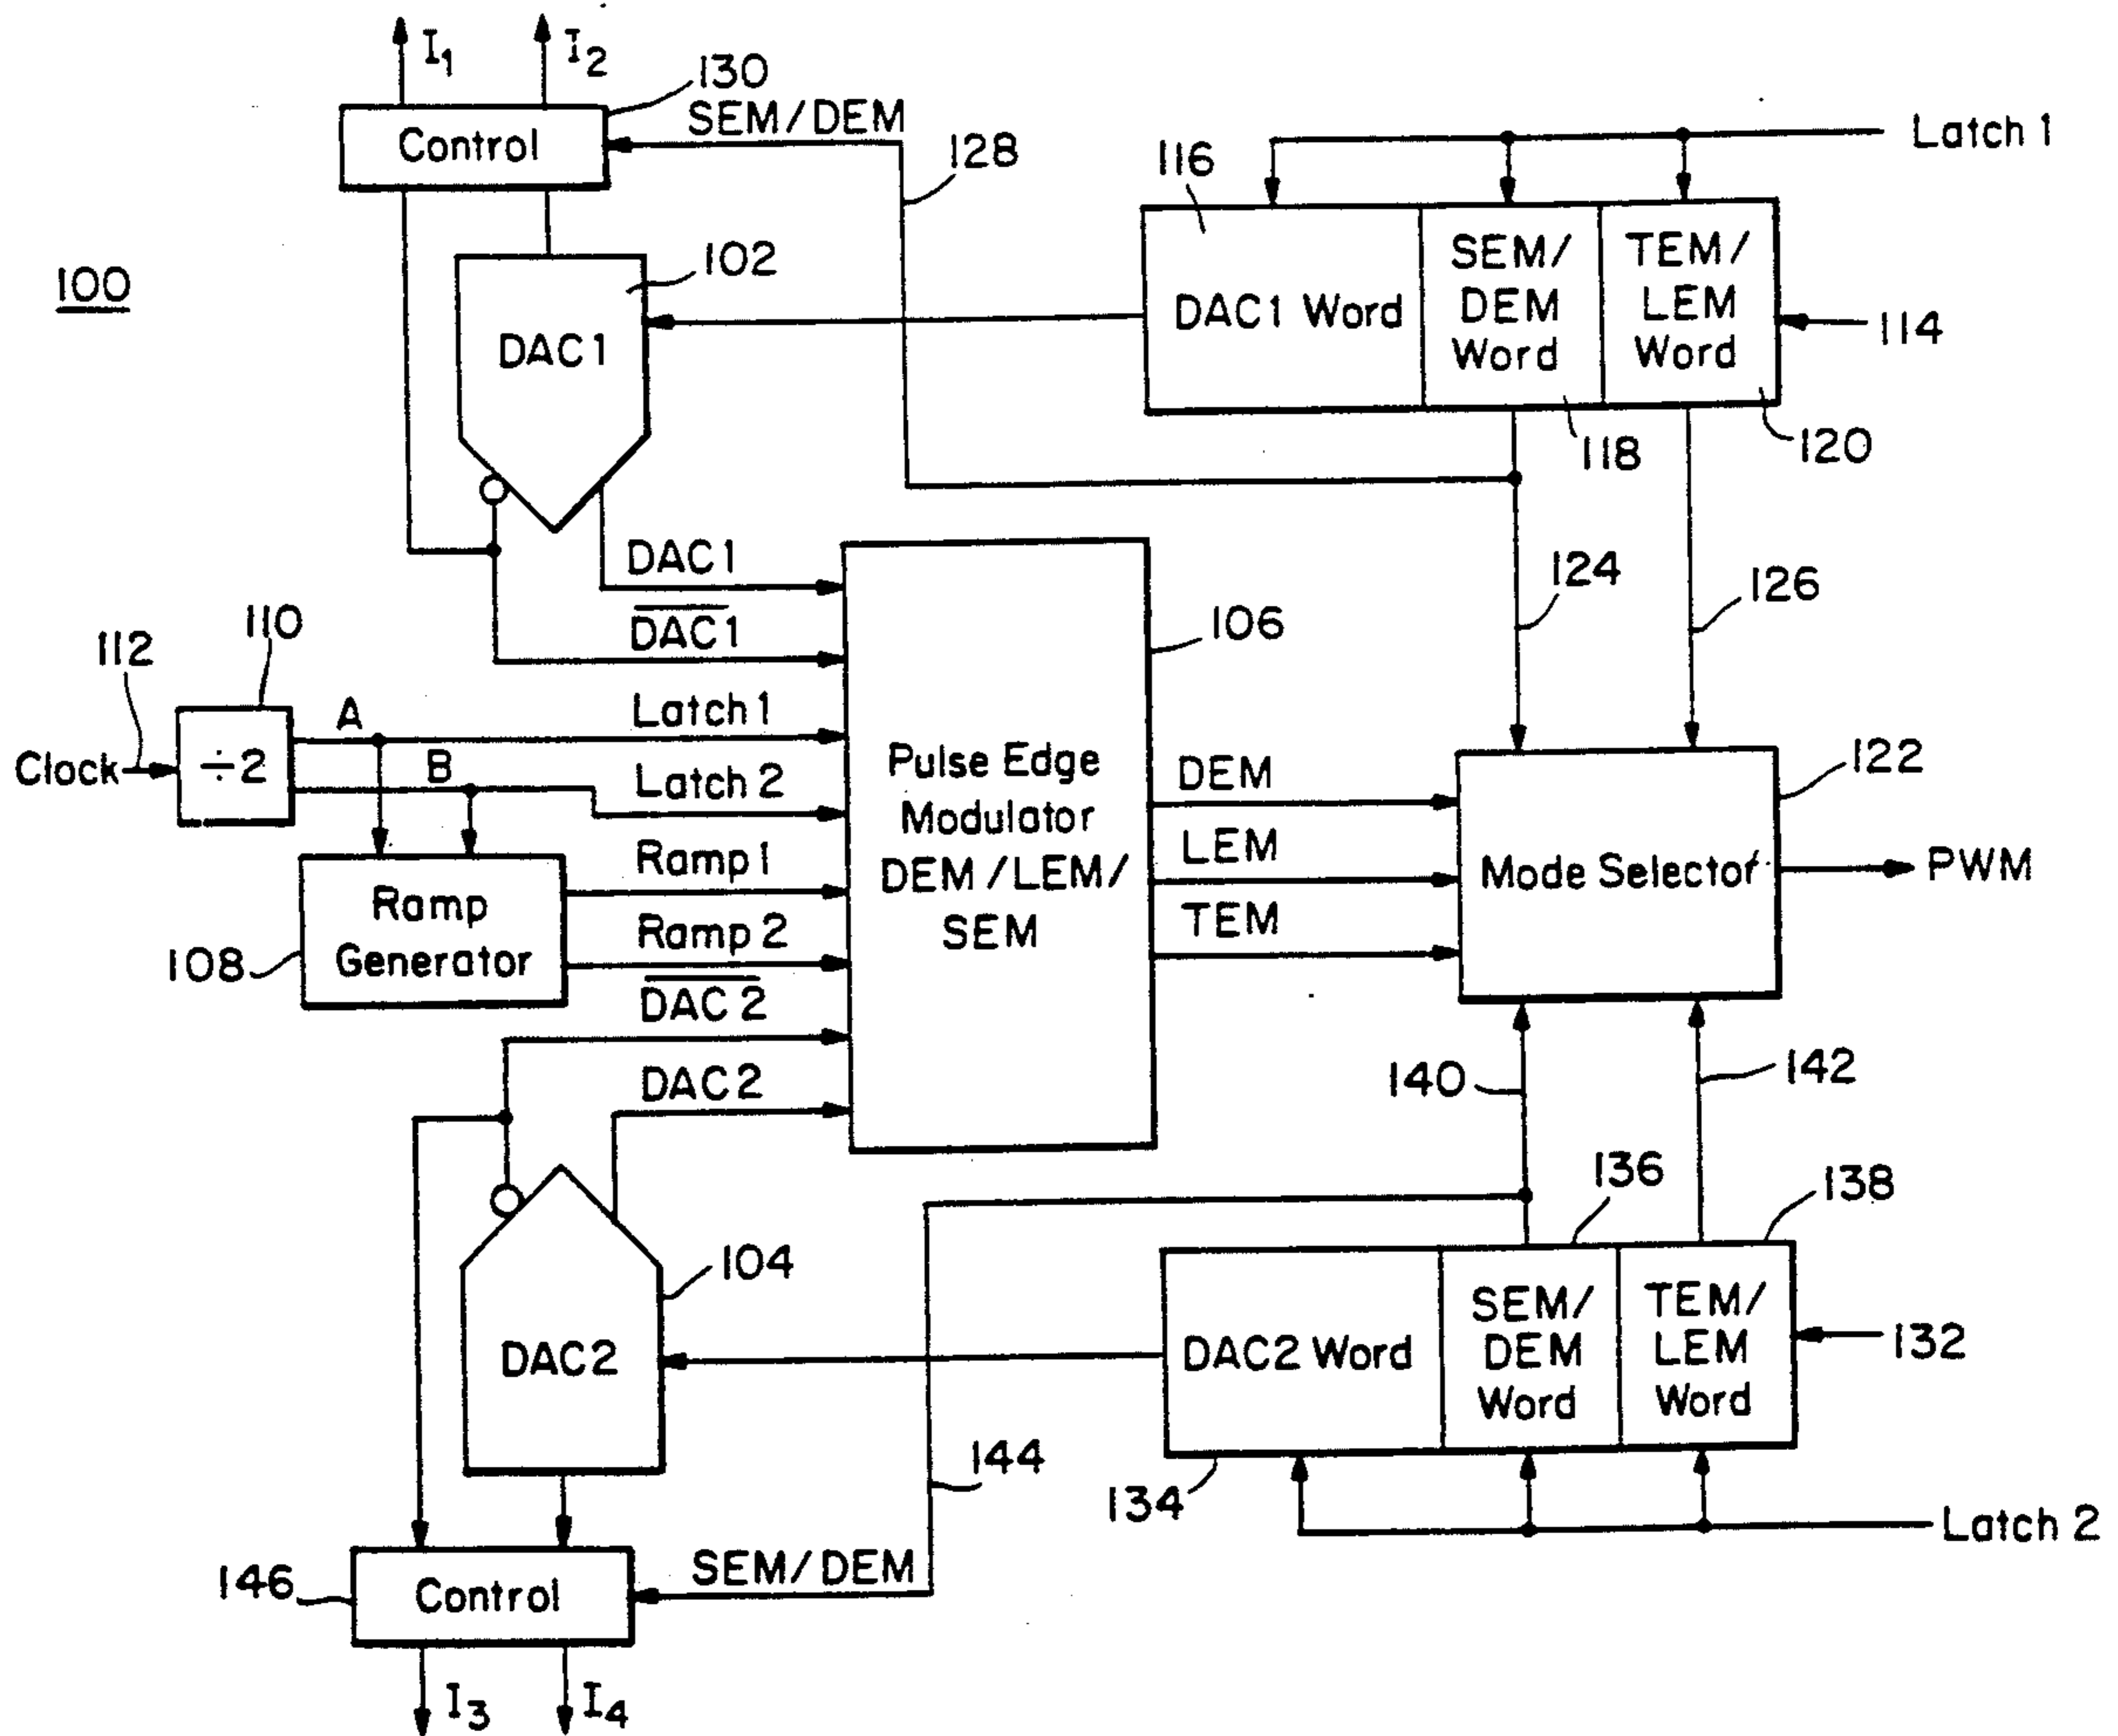 I1
I2
130
Control
SEM/DEM
128
Latch 1
116
SEM/
DEM
Word
TEM/
LEM
Word
DAC1 Word
114
118
120
100
102
DAC1
DAC1
DAC1
124
126
106
110
112
Clock
÷2
A
B
Latch 1
Latch 2
Ramp 1
Ramp 2
DAC 2
DAC2
Ramp
Generator
108
Pulse Edge
Modulator
DEM/LEM/
SEM
DEM
LEM
TEM
122
Mode Selector
PWM
140
142
136
138
104
DAC2
DAC2 Word
SEM/
DEM
Word
TEM/
LEM
Word
132
134
144
Latch 2
146
Control
SEM/DEM
I3
I4